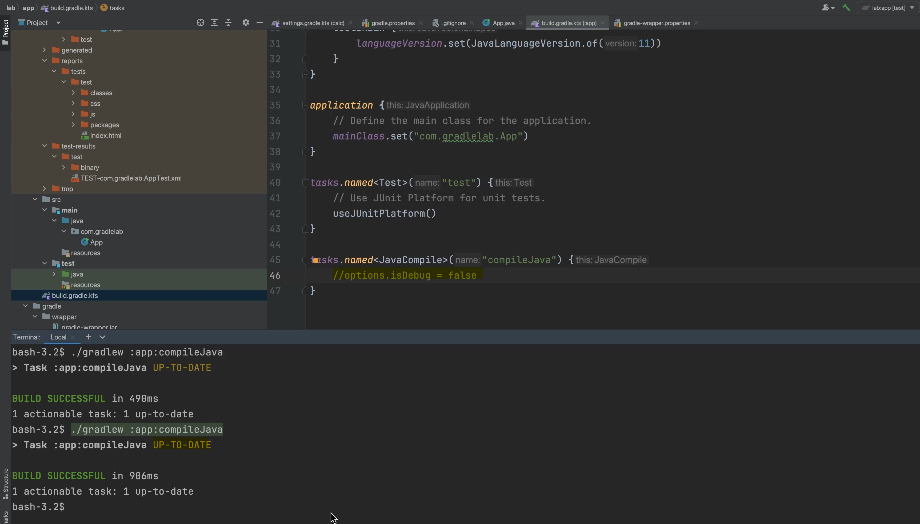 lab app build.gradle.kts tasks
lab:app [test]
Project
settings.gradle.kts (calc)
gradle.properties
.gitignore
App.java
build.gradle.kts (:app)
gradle-wrapper.properties
Project
test
generated
reports
tests
test
classes
css
js
packages
index.html
test-results
test
binary
TEST-com.gradlelab.AppTest.xml
tmp
src
main
java
com.gradlelab
App
resources
test
java
resources
build.gradle.kts
gradle
wrapper
gradle-wrapper.jar
31 languageVersion.set(JavaLanguageVersion.of( version: 11))
32 }
33 }
34
35 application { this: JavaApplication
36 // Define the main class for the application.
37 mainClass.set("com.gradlelab.App")
38 }
39
40 tasks.named<Test>( name: "test") { this: Test
41 // Use JUnit Platform for unit tests.
42 useJUnitPlatform()
43 }
44
45 tasks.named<JavaCompile>( name: "compileJava") { this: JavaCompile
46 //options.isDebug = false
47 }
Terminal: Local
bash-3.2$ ./gradlew :app:compileJava
> Task :app:compileJava UP-TO-DATE
BUILD SUCCESSFUL in 490ms
1 actionable task: 1 up-to-date
bash-3.2$ ./gradlew :app:compileJava
> Task :app:compileJava UP-TO-DATE
BUILD SUCCESSFUL in 906ms
1 actionable task: 1 up-to-date
bash-3.2$
Structure